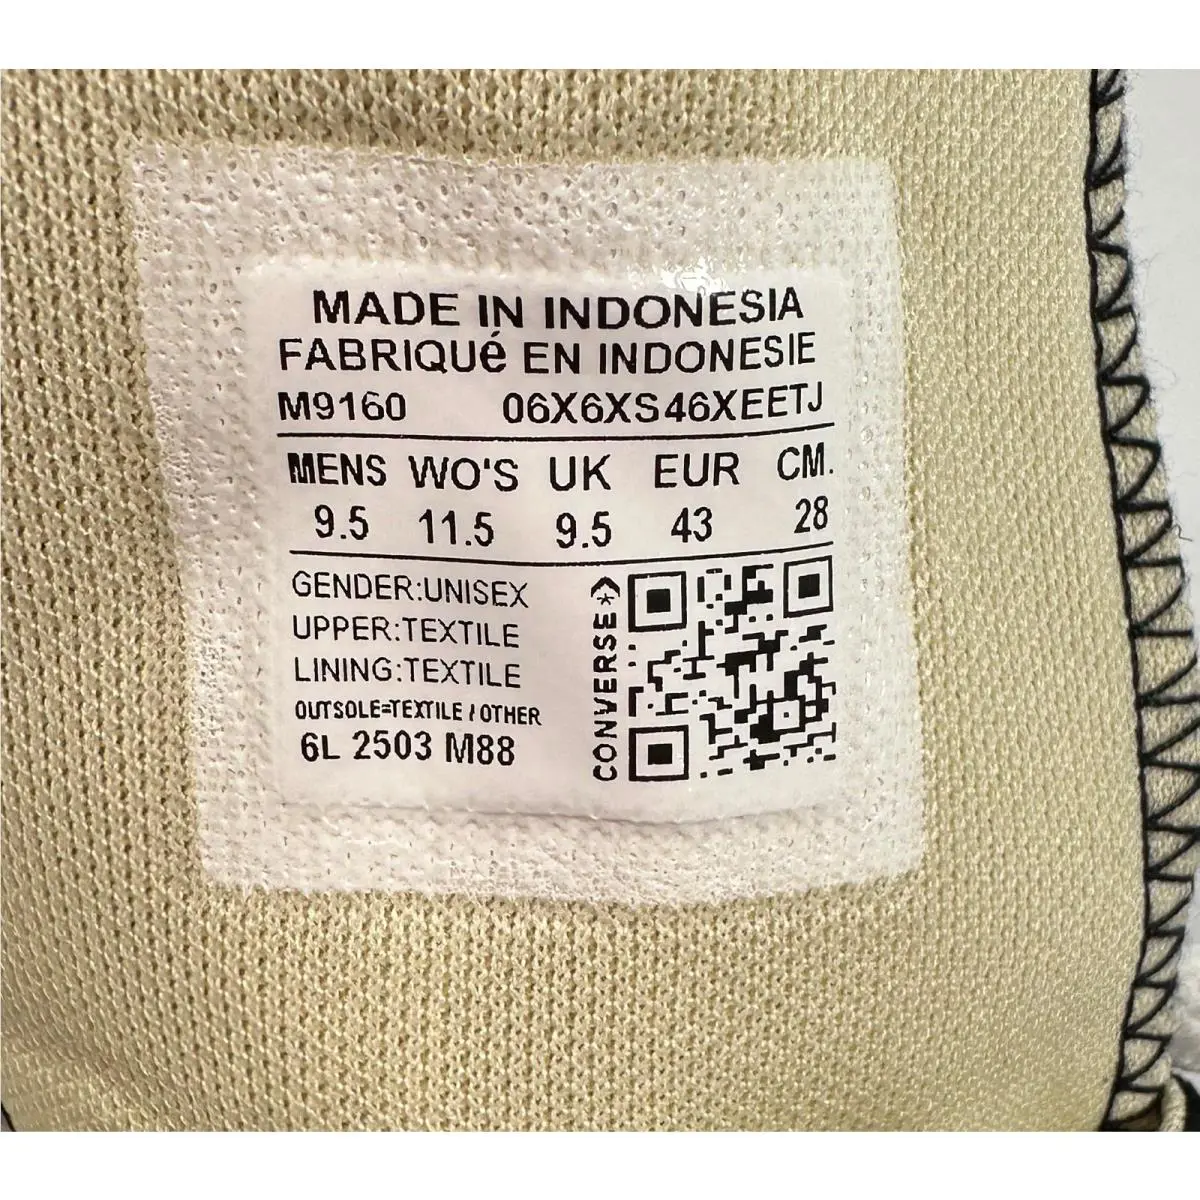 MADE IN INDONESIA
FABRIQUé EN INDONESIE
M9160 06X6XS46XEETJ
MENS WO'S UK EUR CM.
9.5 11.5 9.5 43 28
GENDER:UNISEX
UPPER:TEXTILE
LINING:TEXTILE
OUTSOLE=TEXTILE / OTHER
6L 2503 M88
CONVERSE